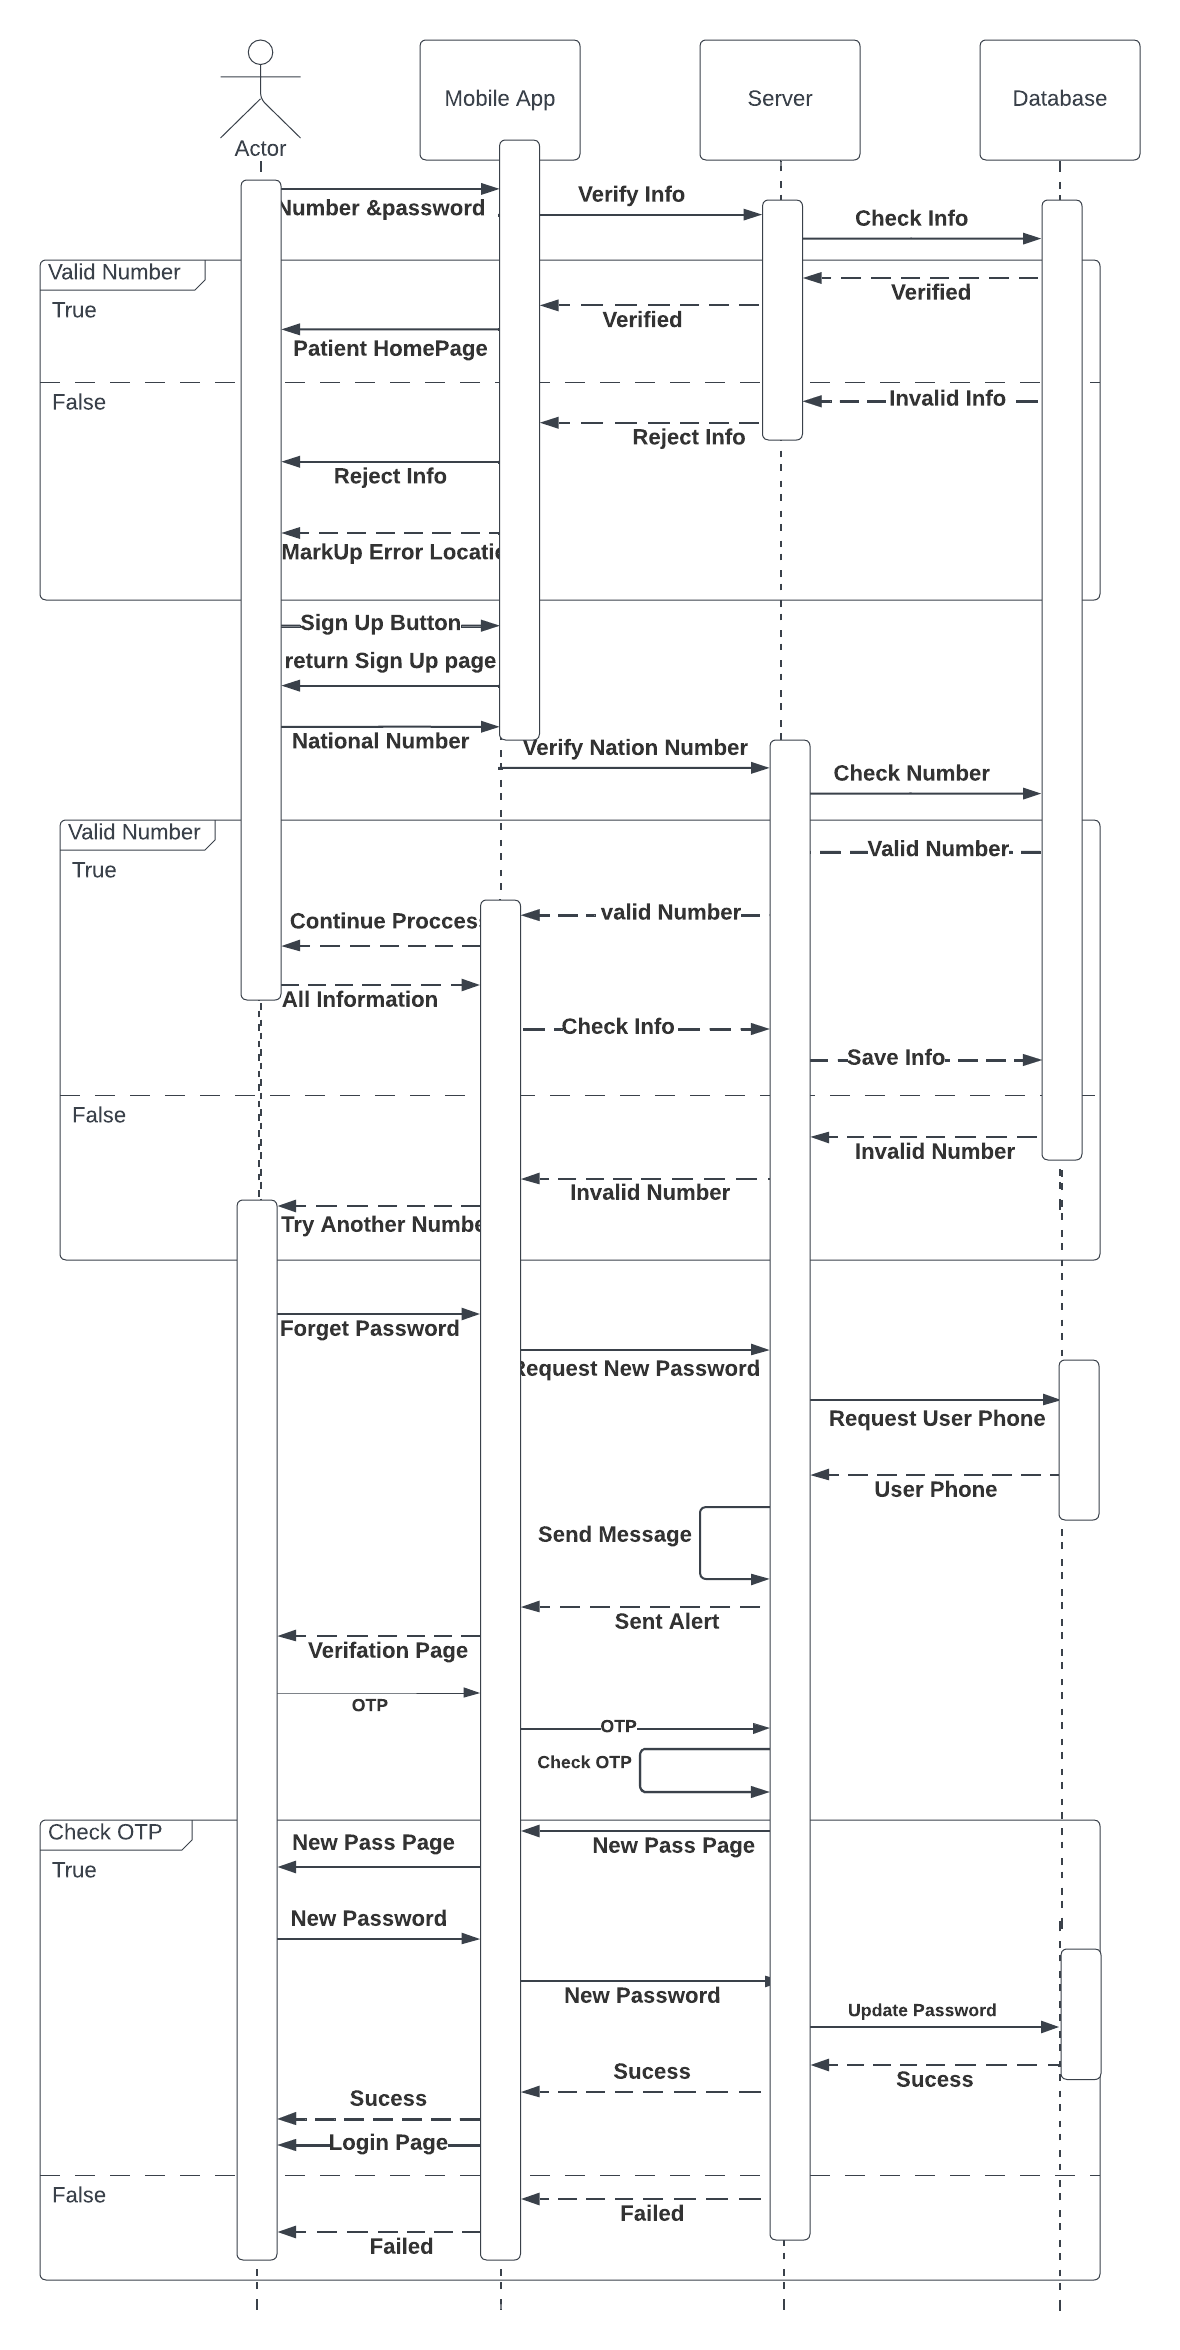 Actor
Mobile App
Server
Database
Number &password
Verify Info
Check Info
Valid Number
True
Verified
Verified
Patient HomePage
False
Invalid Info
Reject Info
Reject Info
MarkUp Error Locatio
Sign Up Button
return Sign Up page
National Number
Verify Nation Number
Check Number
Valid Number
True
Valid Number
valid Number
Continue Proccess
All Information
Check Info
Save Info
False
Invalid Number
Invalid Number
Try Another Numbe
Forget Password
Request New Password
Request User Phone
User Phone
Send Message
Sent Alert
Verifation Page
OTP
OTP
Check OTP
Check OTP
True
New Pass Page
New Pass Page
New Password
New Password
Update Password
Sucess
Sucess
Sucess
Login Page
False
Failed
Failed